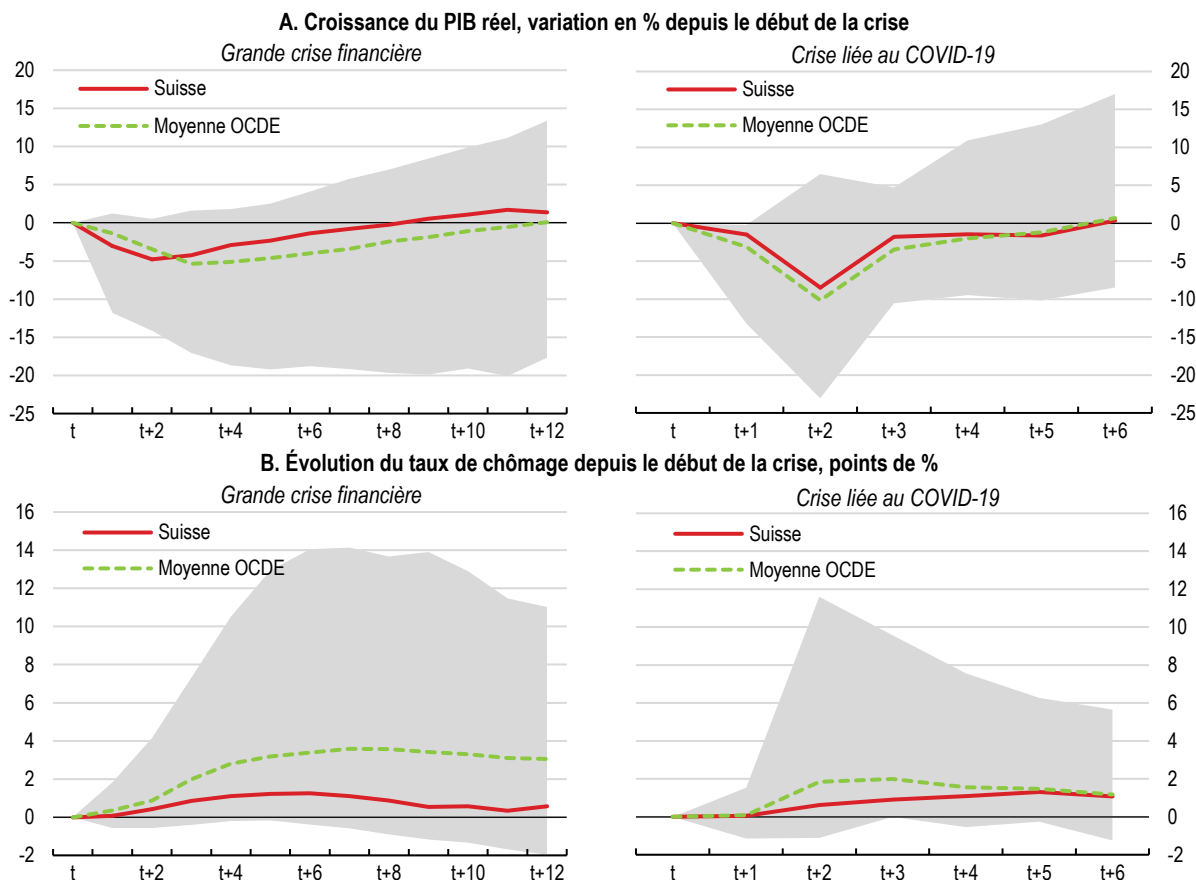 A. Croissance du PIB réel, variation en % depuis le début de la crise
Grande crise financière
Crise liée au COVID-19
20
15
10
5
0
-5
-10
-15
-20
-25
Suisse
Moyenne OCDE
t
t+2
t+4
t+6
t+8
t+10
t+12
Suisse
Moyenne OCDE
20
15
10
5
0
-5
-10
-15
-20
-25
t
t+1
t+2
t+3
t+4
t+5
t+6
B. Évolution du taux de chômage depuis le début de la crise, points de %
Grande crise financière
Crise liée au COVID-19
16
14
12
10
8
6
4
2
0
-2
Suisse
Moyenne OCDE
t
t+2
t+4
t+6
t+8
t+10
t+12
Suisse
Moyenne OCDE
16
14
12
10
8
6
4
2
0
-2
t
t+1
t+2
t+3
t+4
t+5
t+6